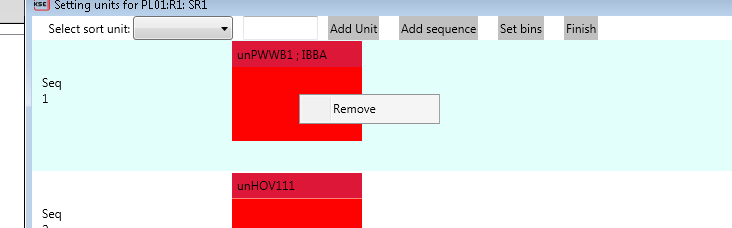 KSE Setting units for PL01:R1: SR1
Select sort unit: Add Unit Add sequence Set bins Finish
unPWWB1 ; IBBA
Seq
1
Remove
unHOV111
Seq